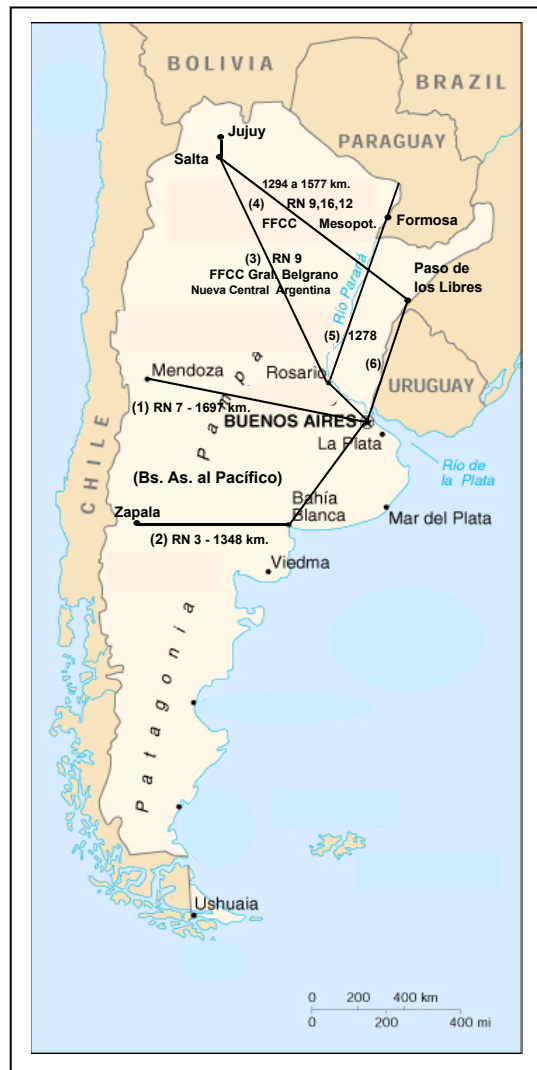 BOLIVIA
BRAZIL
PARAGUAY
Jujuy
Salta
1294 a 1577 km.
(4) RN 9,16,12
FFCC Mesopot.
Formosa
(3) RN 9
FFCC Gral. Belgrano
Nueva Central Argentina
Paso de
los Libres
Río Paraná
(5) 1278
(6)
Mendoza
Rosario
URUGUAY
Pampa
(1) RN 7 - 1697 km.
BUENOS AIRES
La Plata
CHILE
Río de
la Plata
(Bs. As. al Pacífico)
Zapala
Bahía
Blanca
Mar del Plata
(2) RN 3 - 1348 km.
Viedma
Patagonia
Ushuaia
0 200 400 km
0 200 400 mi